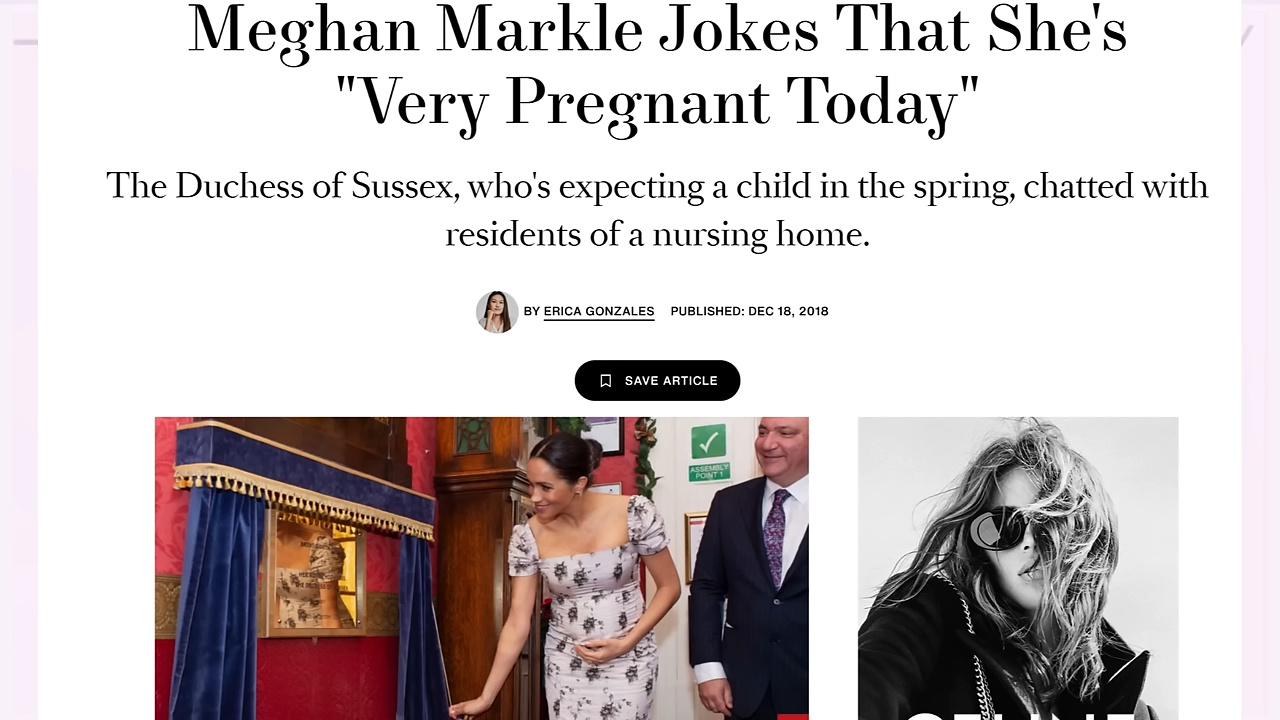 Meghan Markle Jokes That She's
"Very Pregnant Today"
The Duchess of Sussex, who's expecting a child in the spring, chatted with
residents of a nursing home.
BY ERICA GONZALES PUBLISHED: DEC 18, 2018
SAVE ARTICLE
ASSEMBLY
POINT 1